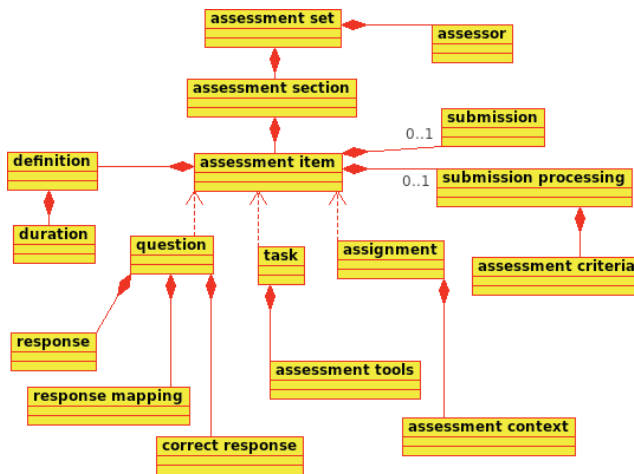 assessment set
assessor
assessment section
submission
0..1
definition
assessment item
0..1
submission processing
duration
question
task
assignment
assessment criteria
response
assessment tools
response mapping
assessment context
correct response